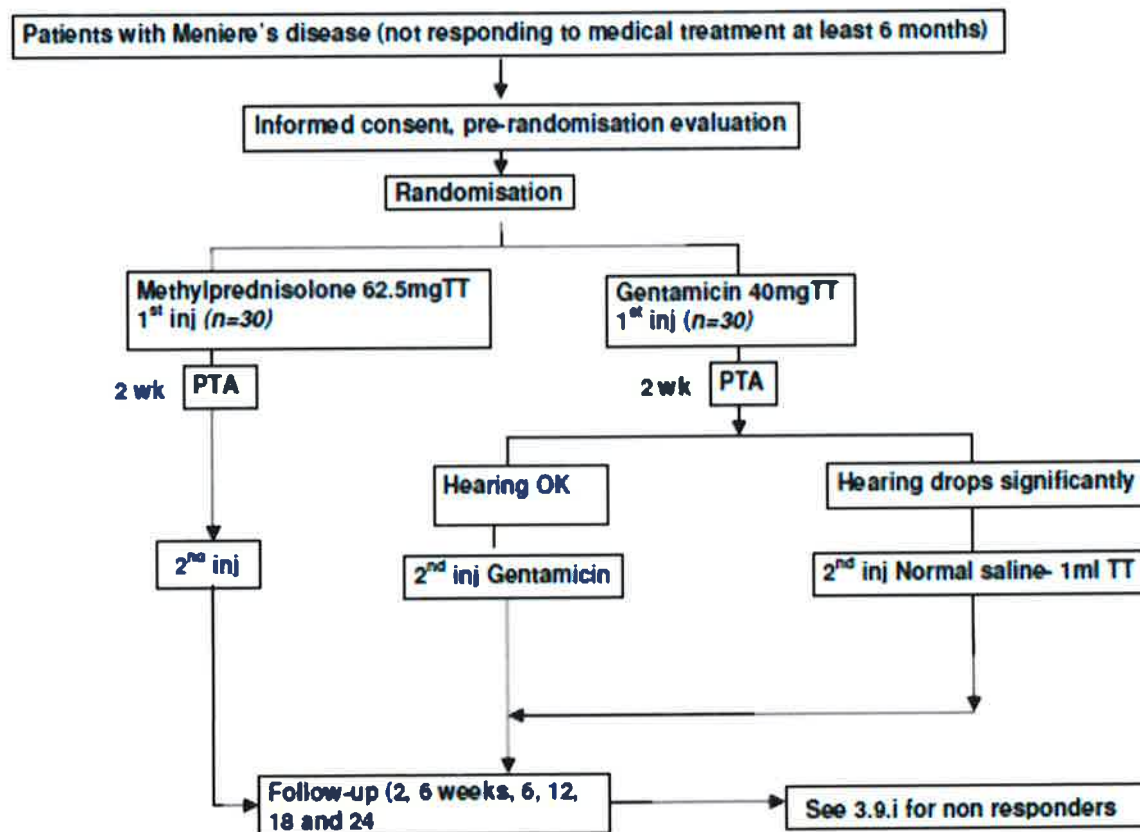 Patients with Meniere's disease (not responding to medical treatment at least 6 months)
Informed consent, pre-randomisation evaluation
Randomisation
Methylprednisolone 62.5mgTT
1st inj (n=30)
Gentamicin 40mgTT
1st inj (n=30)
2 wk
PTA
2 wk
PTA
Hearing OK
Hearing drops significantly
2nd inj
2nd inj Gentamicin
2nd inj Normal saline- 1ml TT
Follow-up (2, 6 weeks, 6, 12,
18 and 24
See 3.9.i for non responders